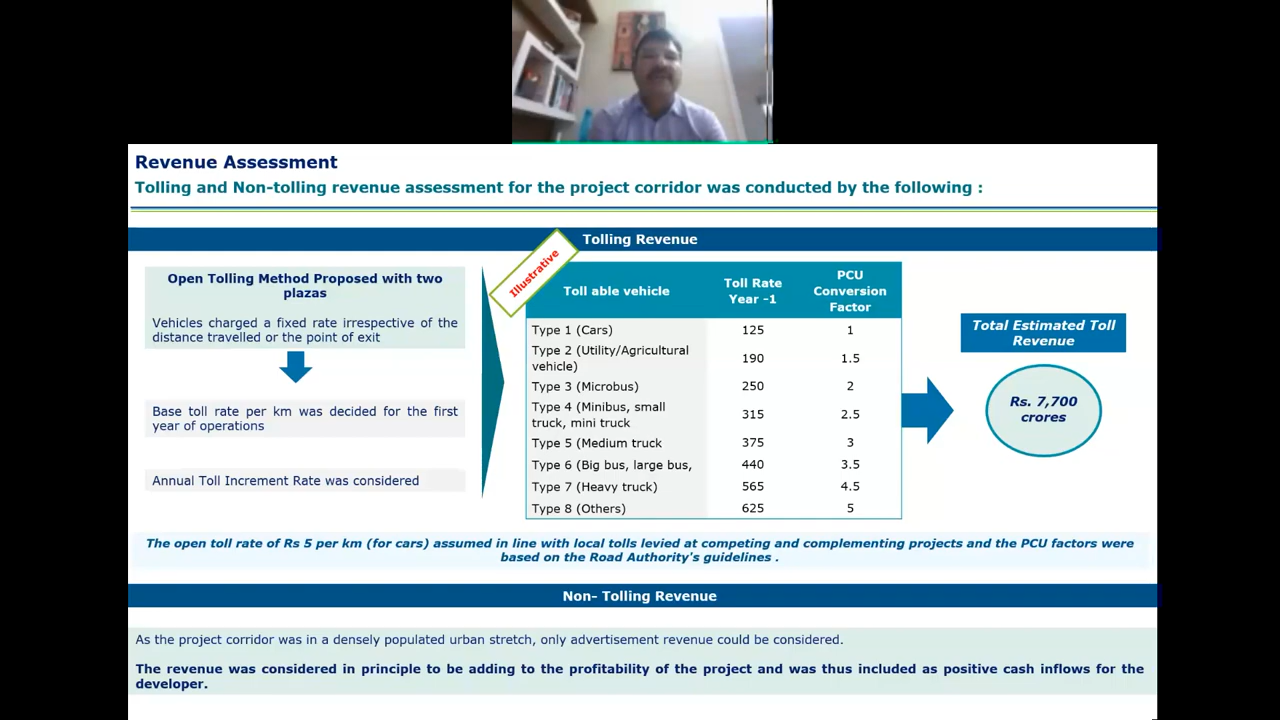 Revenue Assessment
Tolling and Non-tolling revenue assessment for the project corridor was conducted by the following :
Tolling Revenue
Open Tolling Method Proposed with two
plazas
Vehicles charged a fixed rate irrespective of the
distance travelled or the point of exit
Base toll rate per km was decided for the first
year of operations
Annual Toll Increment Rate was considered
Illustrative
Toll able vehicle
Toll Rate
Year -1
PCU
Conversion
Factor
Type 1 (Cars) 125 1
Type 2 (Utility/Agricultural
vehicle) 190 1.5
Type 3 (Microbus) 250 2
Type 4 (Minibus, small
truck, mini truck 315 2.5
Type 5 (Medium truck 375 3
Type 6 (Big bus, large bus, 440 3.5
Type 7 (Heavy truck) 565 4.5
Type 8 (Others) 625 5
Total Estimated Toll
Revenue
Rs. 7,700
crores
The open toll rate of Rs 5 per km (for cars) assumed in line with local tolls levied at competing and complementing projects and the PCU factors were
based on the Road Authority's guidelines .
Non- Tolling Revenue
As the project corridor was in a densely populated urban stretch, only advertisement revenue could be considered.
The revenue was considered in principle to be adding to the profitability of the project and was thus included as positive cash inflows for the
developer.